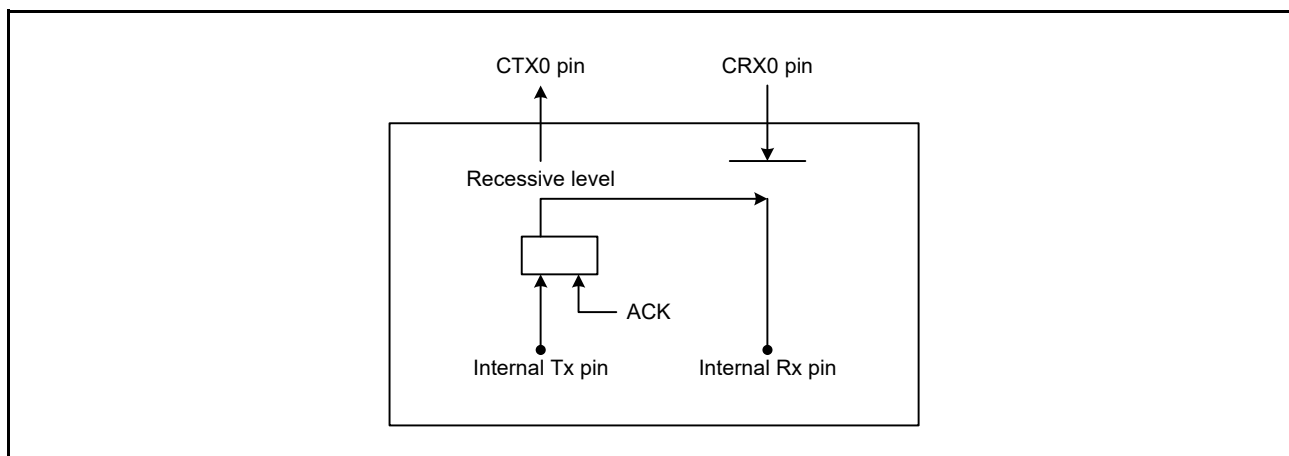 CTX0 pin
CRX0 pin
Recessive level
ACK
Internal Tx pin
Internal Rx pin